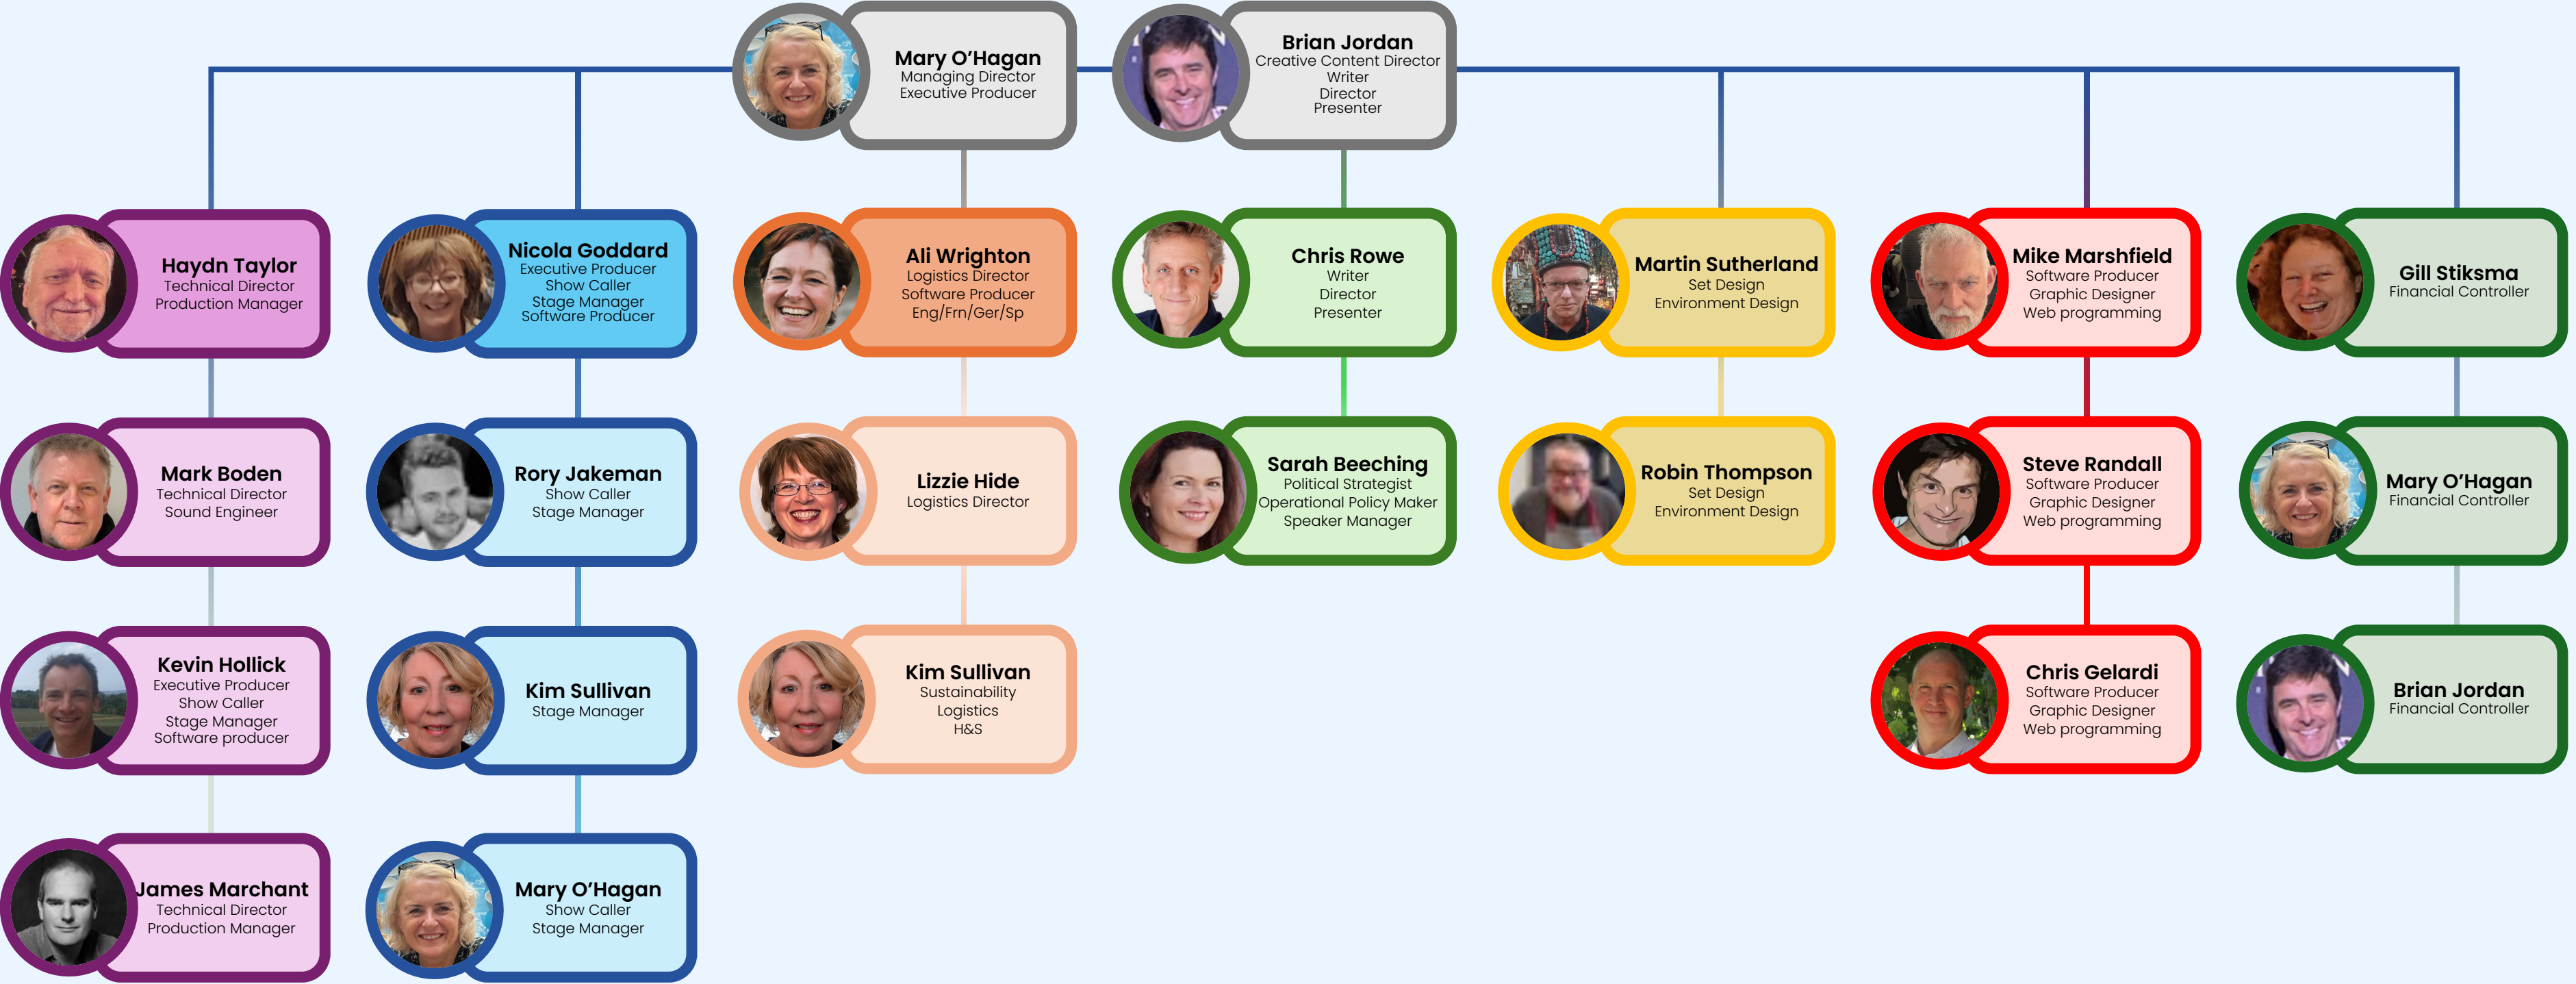 Mary O’Hagan
Managing Director
Executive Producer
Brian Jordan
Creative Content Director
Writer
Director
Presenter
Haydn Taylor
Technical Director
Production Manager
Nicola Goddard
Executive Producer
Show Caller
Stage Manager
Software Producer
Ali Wrighton
Logistics Director
Software Producer
Eng/Frn/Ger/Sp
Chris Rowe
Writer
Director
Presenter
Martin Sutherland
Set Design
Environment Design
Mike Marshfield
Software Producer
Graphic Designer
Web programming
Gill Stiksma
Financial Controller
Mark Boden
Technical Director
Sound Engineer
Rory Jakeman
Show Caller
Stage Manager
Lizzie Hide
Logistics Director
Sarah Beeching
Political Strategist
Operational Policy Maker
Speaker Manager
Robin Thompson
Set Design
Environment Design
Steve Randall
Software Producer
Graphic Designer
Web programming
Mary O’Hagan
Financial Controller
Kevin Hollick
Executive Producer
Show Caller
Stage Manager
Software producer
Kim Sullivan
Stage Manager
Kim Sullivan
Sustainability
Logistics
H&S
Chris Gelardi
Software Producer
Graphic Designer
Web programming
Brian Jordan
Financial Controller
James Marchant
Technical Director
Production Manager
Mary O’Hagan
Show Caller
Stage Manager